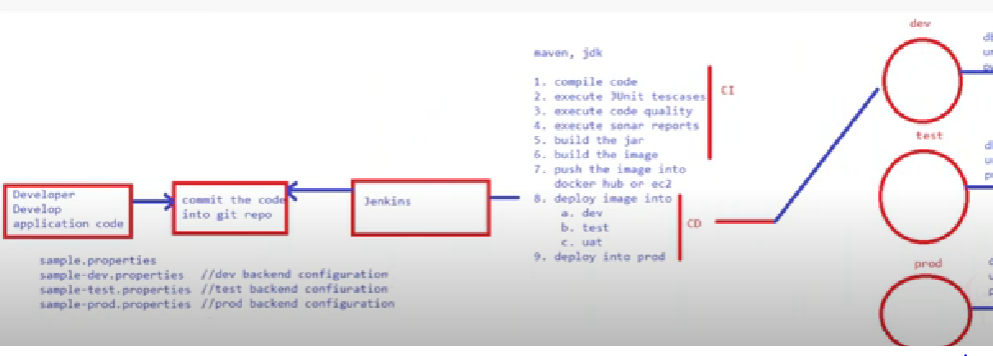 Developer
Develop
application code
commit the code
into git repo
Jenkins
sample.properties
sample-dev.properties //dev backend configuration
sample-test.properties //test backend confiuration
sample-prod.properties //prod backend configuration
maven, jdk
1. compile code
2. execute JUnit tescases
3. execute code quality
4. execute sonar reports
5. build the jar
6. build the image
7. push the image into
docker hub or ec2
8. deploy image into
a. dev
b. test
c. uat
9. deploy into prod
CI
CD
dev
test
prod